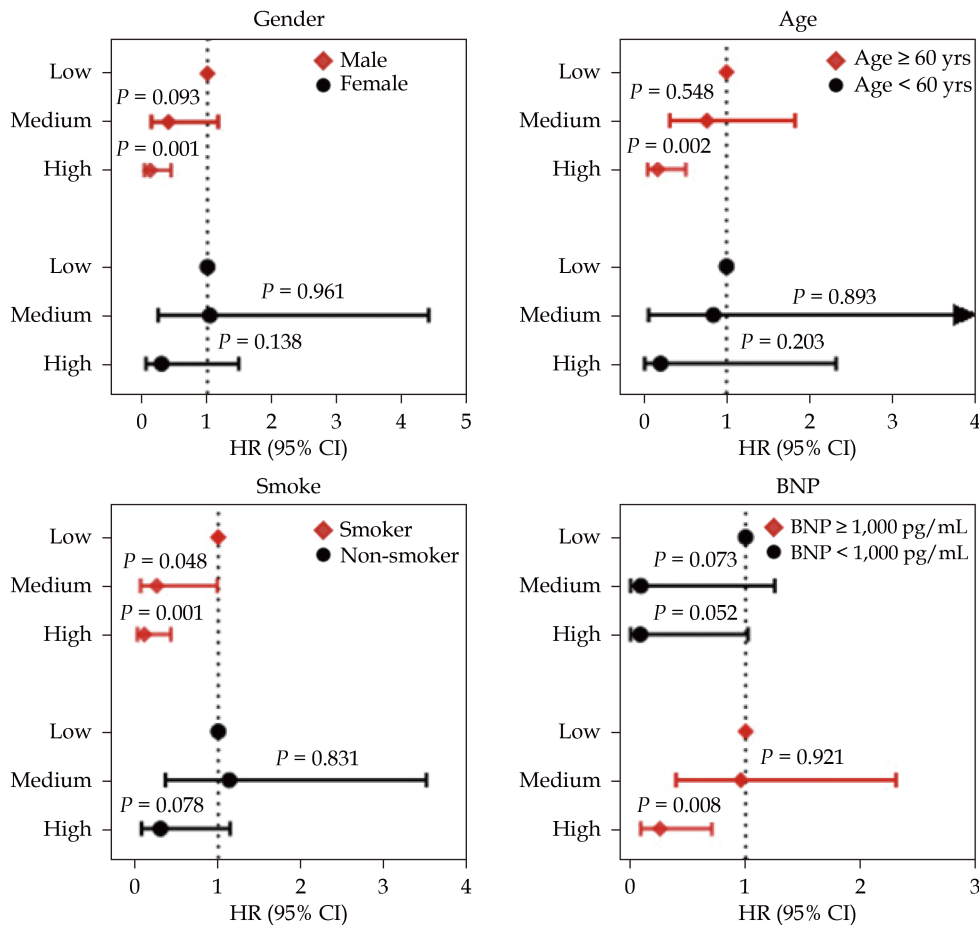 Gender
Male
Female
Low
P = 0.093
Medium
P = 0.001
High
Low
P = 0.961
Medium
P = 0.138
High
0 1 2 3 4 5
HR (95% CI)
Age
Age ≥ 60 yrs
Age < 60 yrs
Low
P = 0.548
Medium
P = 0.002
High
Low
P = 0.893
Medium
P = 0.203
High
0 1 2 3 4
HR (95% CI)
Smoke
Smoker
Non-smoker
Low
P = 0.048
Medium
P = 0.001
High
Low
P = 0.831
Medium
P = 0.078
High
0 1 2 3 4
HR (95% CI)
BNP
BNP ≥ 1,000 pg/mL
BNP < 1,000 pg/mL
Low
P = 0.073
Medium
P = 0.052
High
Low
P = 0.921
Medium
P = 0.008
High
0 1 2 3
HR (95% CI)